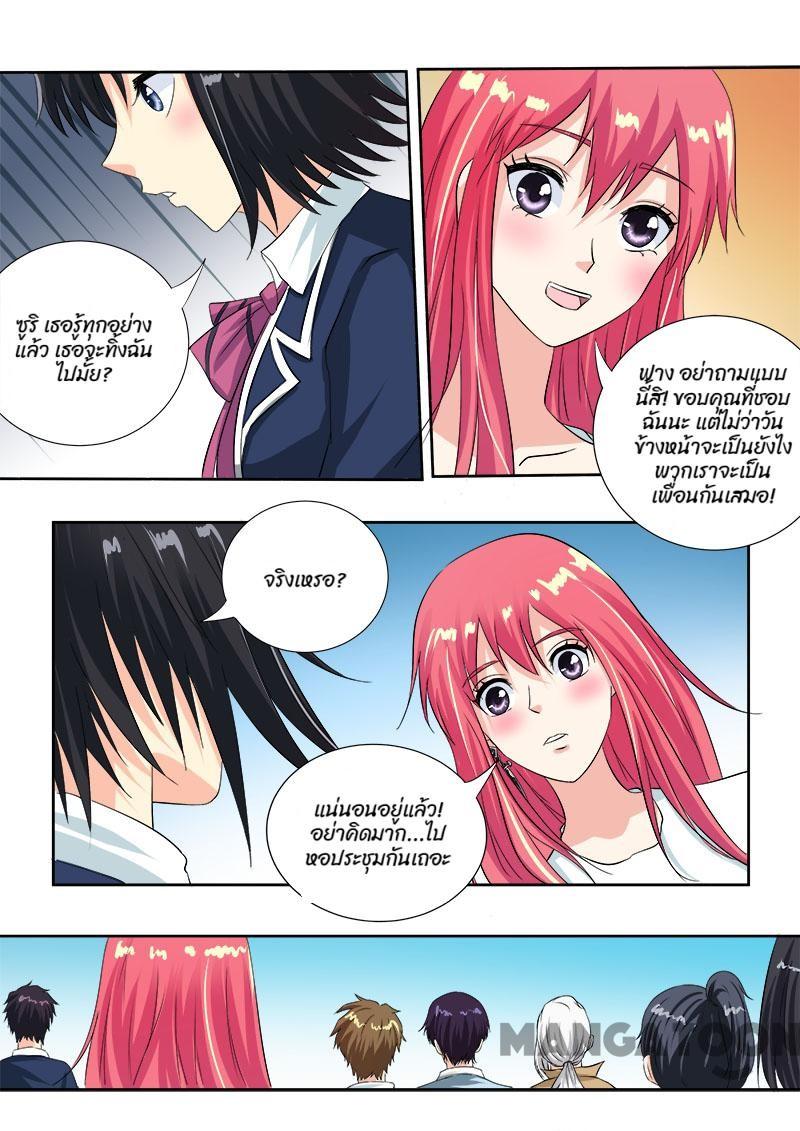 ซูริ เธอรู้ทุกอย่าง
แล้ว เธอจะทิ้งฉัน
ไปมั้ย?
ฟาง อย่าถามแบบ
นี้สิ! ขอบคุณที่ชอบ
ฉันนะ แต่ไม่ว่าวัน
ข้างหน้าจะเป็นยังไง
พวกเราจะเป็น
เพื่อนกันเสมอ!
จริงเหรอ?
แน่นอนอยู่แล้ว!
อย่าคิดมาก...ไป
หอประชุมกันเถอะ
MANGATOON